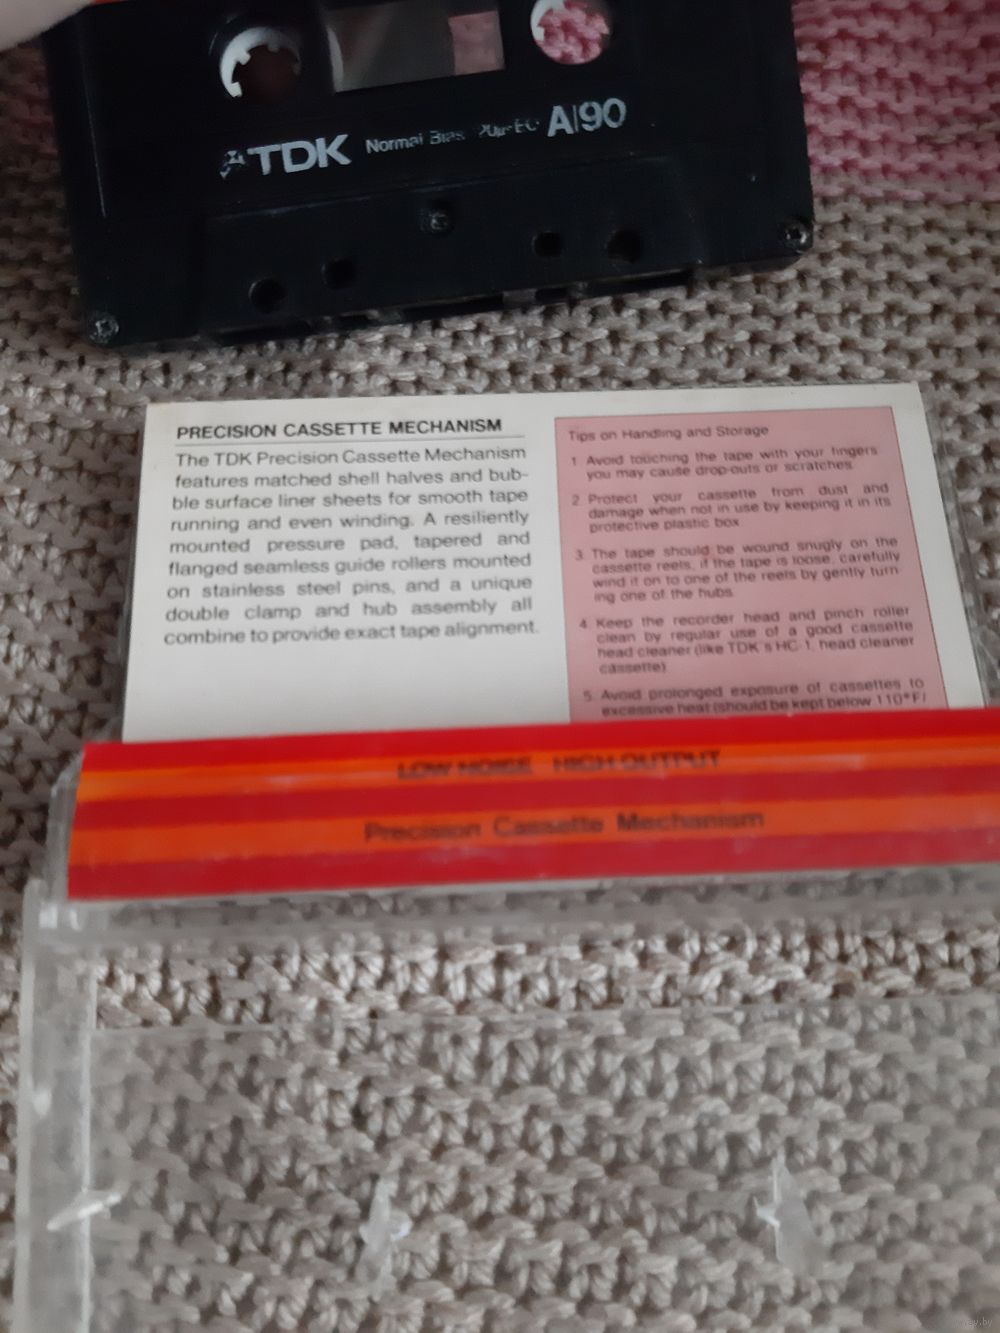 TDK Normal Bias A/90
PRECISION CASSETTE MECHANISM
The TDK Precision Cassette Mechanism
features matched shell halves and bub-
ble surface liner sheets for smooth tape
running and even winding. A resiliently
mounted pressure pad, tapered and
flanged seamless guide rollers mounted
on stainless steel pins, and a unique
double clamp and hub assembly all
combine to provide exact tape alignment.
Tips on Handling and Storage
1 Avoid touching the tape with your fingers
you may cause drop-outs or scratches.
2 Protect your cassette from dust and
damage when not in use by keeping it in its
protective plastic box
3 The tape should be wound snugly on the
cassette reels, if the tape is loose, carefully
wind it on to one of the reels by gently turn-
ing one of the hubs
4 Keep the recorder head and pinch roller
clean by regular use of a good cassette
head cleaner (like TDK's HC-1, head cleaner
cassette)
5 Avoid prolonged exposure of cassettes to
excessive heat (should be kept below 110°F/
LOW NOISE HIGH OUTPUT
Precision Cassette Mechanism